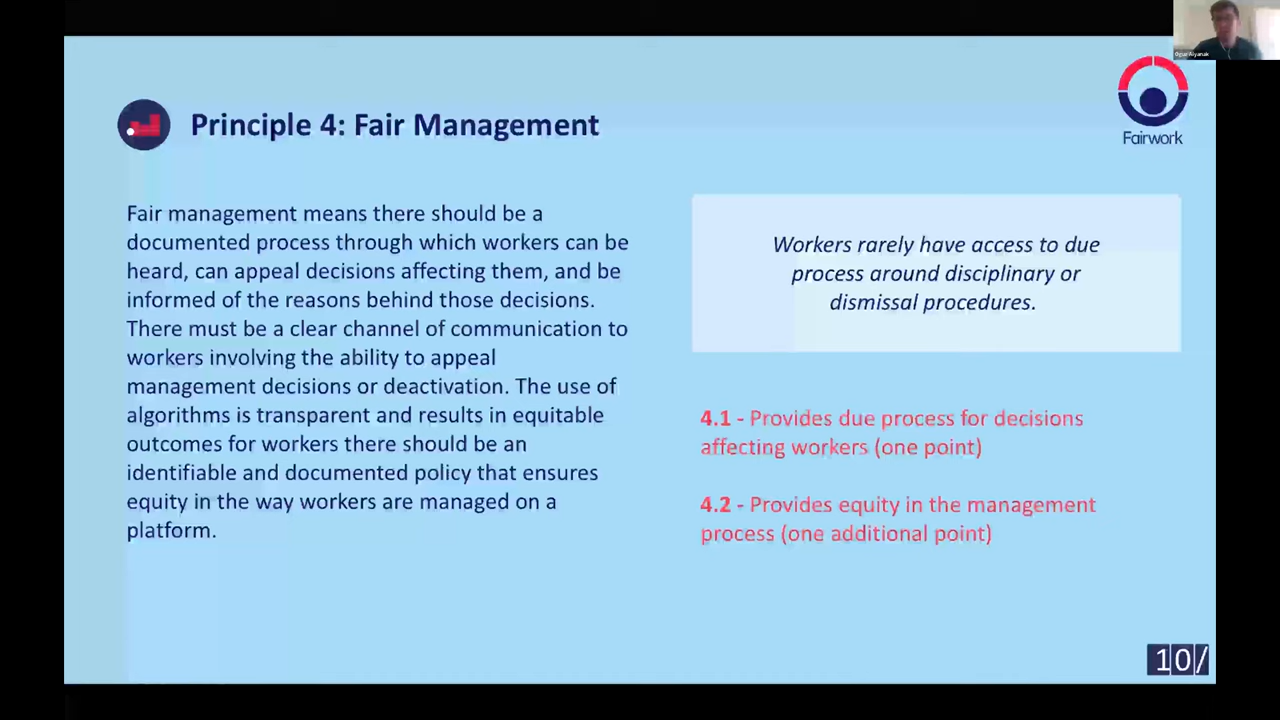 Principle 4: Fair Management
Fairwork
Fair management means there should be a
documented process through which workers can be
heard, can appeal decisions affecting them, and be
informed of the reasons behind those decisions.
There must be a clear channel of communication to
workers involving the ability to appeal
management decisions or deactivation. The use of
algorithms is transparent and results in equitable
outcomes for workers there should be an
identifiable and documented policy that ensures
equity in the way workers are managed on a
platform.
Workers rarely have access to due
process around disciplinary or
dismissal procedures.
4.1 - Provides due process for decisions
affecting workers (one point)
4.2 - Provides equity in the management
process (one additional point)
10/